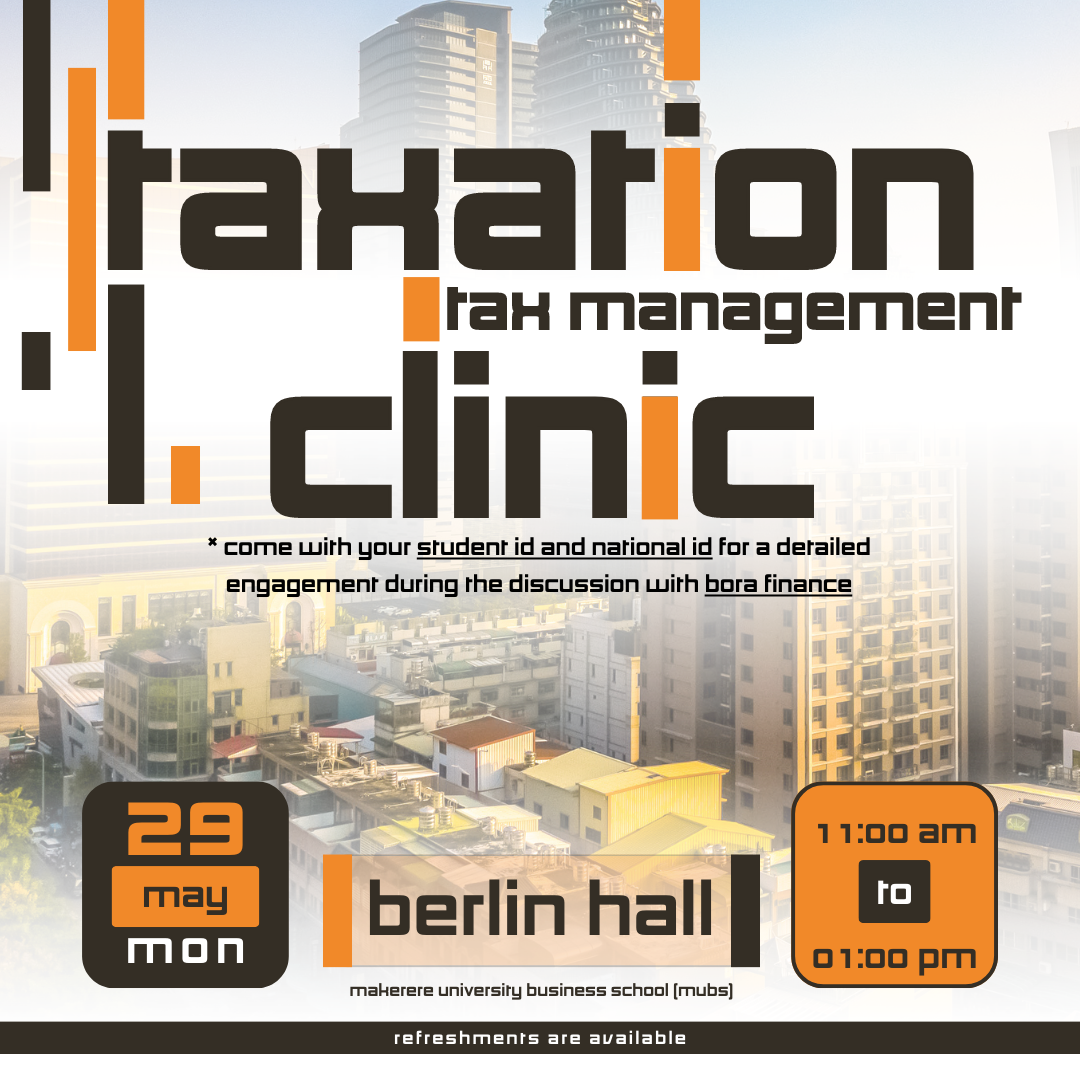 taxation
tax management
clinic
* come with your student id and national id for a detailed
engagement during the discussion with bora finance
29
may
mon
berlin hall
makerere university business school (mubs)
11:00 am
to
01:00 pm
refreshments are available